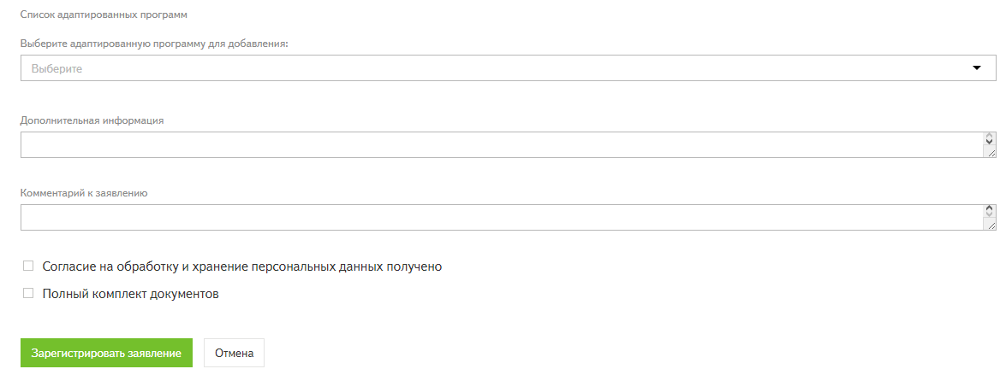 Список адаптированных программ
Выберите адаптированную программу для добавления:
Выберите
Дополнительная информация
Комментарий к заявлению
Согласие на обработку и хранение персональных данных получено
Полный комплект документов
Зарегистрировать заявление
Отмена